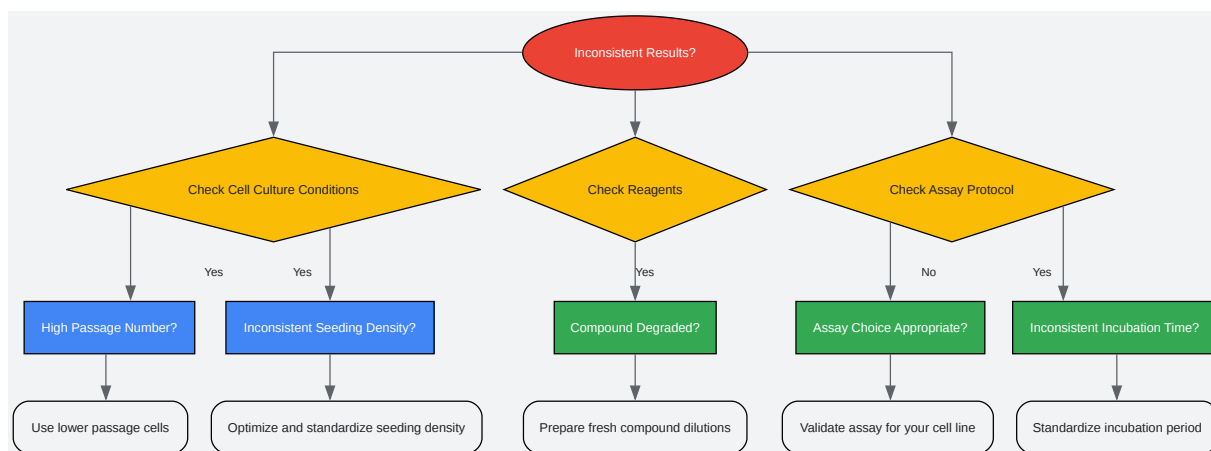 Inconsistent Results?
Check Cell Culture Conditions
Check Reagents
Check Assay Protocol
Yes
Yes
Yes
No
Yes
High Passage Number?
Inconsistent Seeding Density?
Compound Degraded?
Assay Choice Appropriate?
Inconsistent Incubation Time?
Use lower passage cells
Optimize and standardize seeding density
Prepare fresh compound dilutions
Validate assay for your cell line
Standardize incubation period